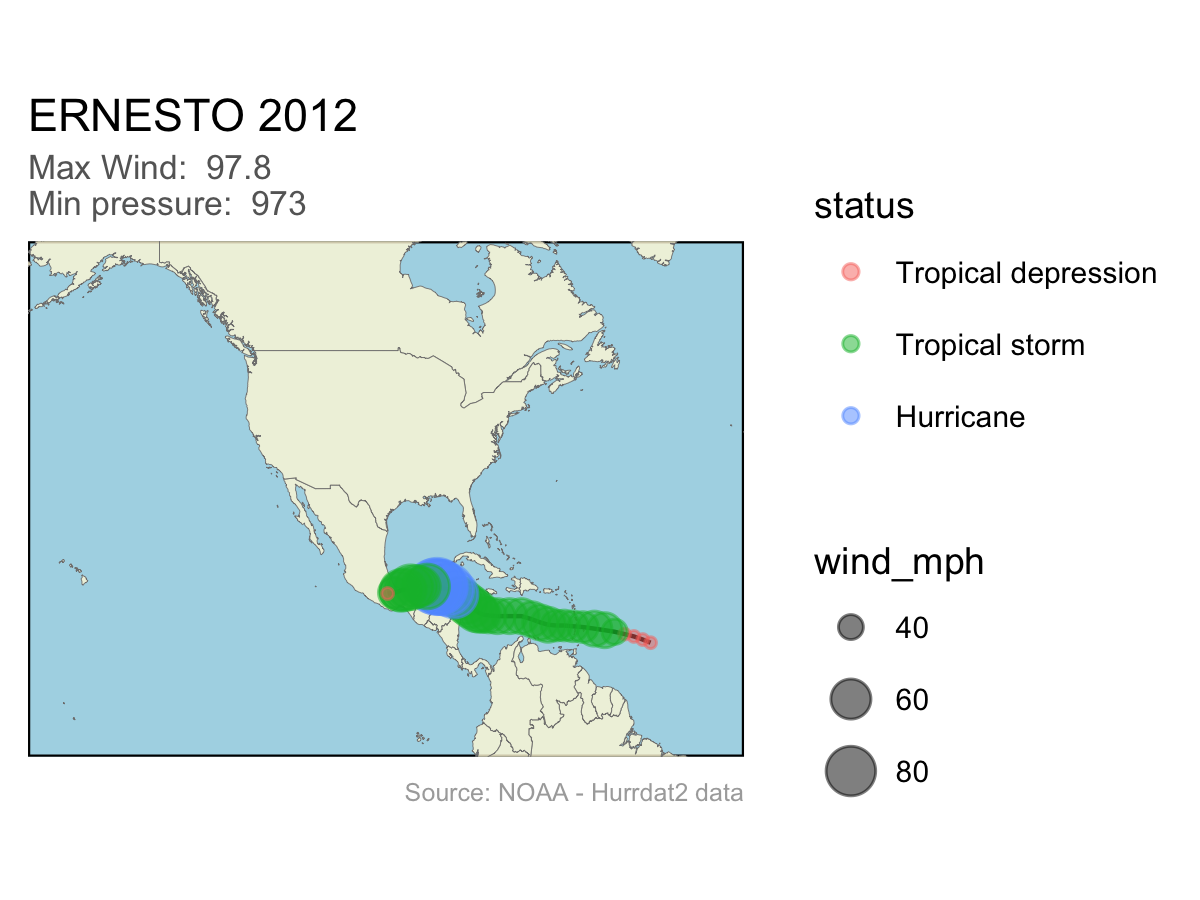 ERNESTO 2012
Max Wind:  97.8
Min pressure:  973
status
Tropical depression
Tropical storm
Hurricane
wind_mph
40
60
80
Source: NOAA - Hurrdat2 data